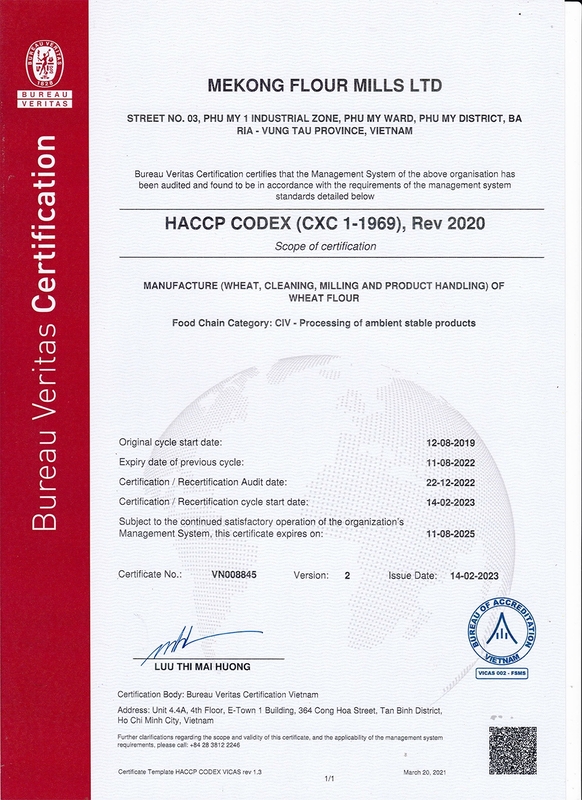 BUREAU VERITAS
1828
BUREAU
VERITAS
Bureau Veritas Certification
MEKONG FLOUR MILLS LTD
STREET NO. 03, PHU MY 1 INDUSTRIAL ZONE, PHU MY WARD, PHU MY DISTRICT, BA
RIA - VUNG TAU PROVINCE, VIETNAM
Bureau Veritas Certification certifies that the Management System of the above organisation has
been audited and found to be in accordance with the requirements of the management system
standards detailed below
HACCP CODEX (CXC 1-1969), Rev 2020
Scope of certification
MANUFACTURE (WHEAT, CLEANING, MILLING AND PRODUCT HANDLING) OF
WHEAT FLOUR
Food Chain Category: CIV - Processing of ambient stable products
Original cycle start date: 12-08-2019
Expiry date of previous cycle: 11-08-2022
Certification / Recertification Audit date: 22-12-2022
Certification / Recertification cycle start date: 14-02-2023
Subject to the continued satisfactory operation of the organization's
Management System, this certificate expires on: 11-08-2025
Certificate No.: VN008845 Version: 2 Issue Date: 14-02-2023
BUREAU OF ACCREDITATION
VIETNAM
VICAS 002 - FSMS
LUU THI MAI HUONG
Certification Body: Bureau Veritas Certification Vietnam
Address: Unit 4.4A, 4th Floor, E-Town 1 Building, 364 Cong Hoa Street, Tan Binh District,
Ho Chi Minh City, Vietnam
Further clarifications regarding the scope and validity of this certificate, and the applicability of the management system
requirements, please call: +84 28 3812 2246
Certificate Template HACCP CODEX VICAS rev 1.3 1/1 March 20, 2021